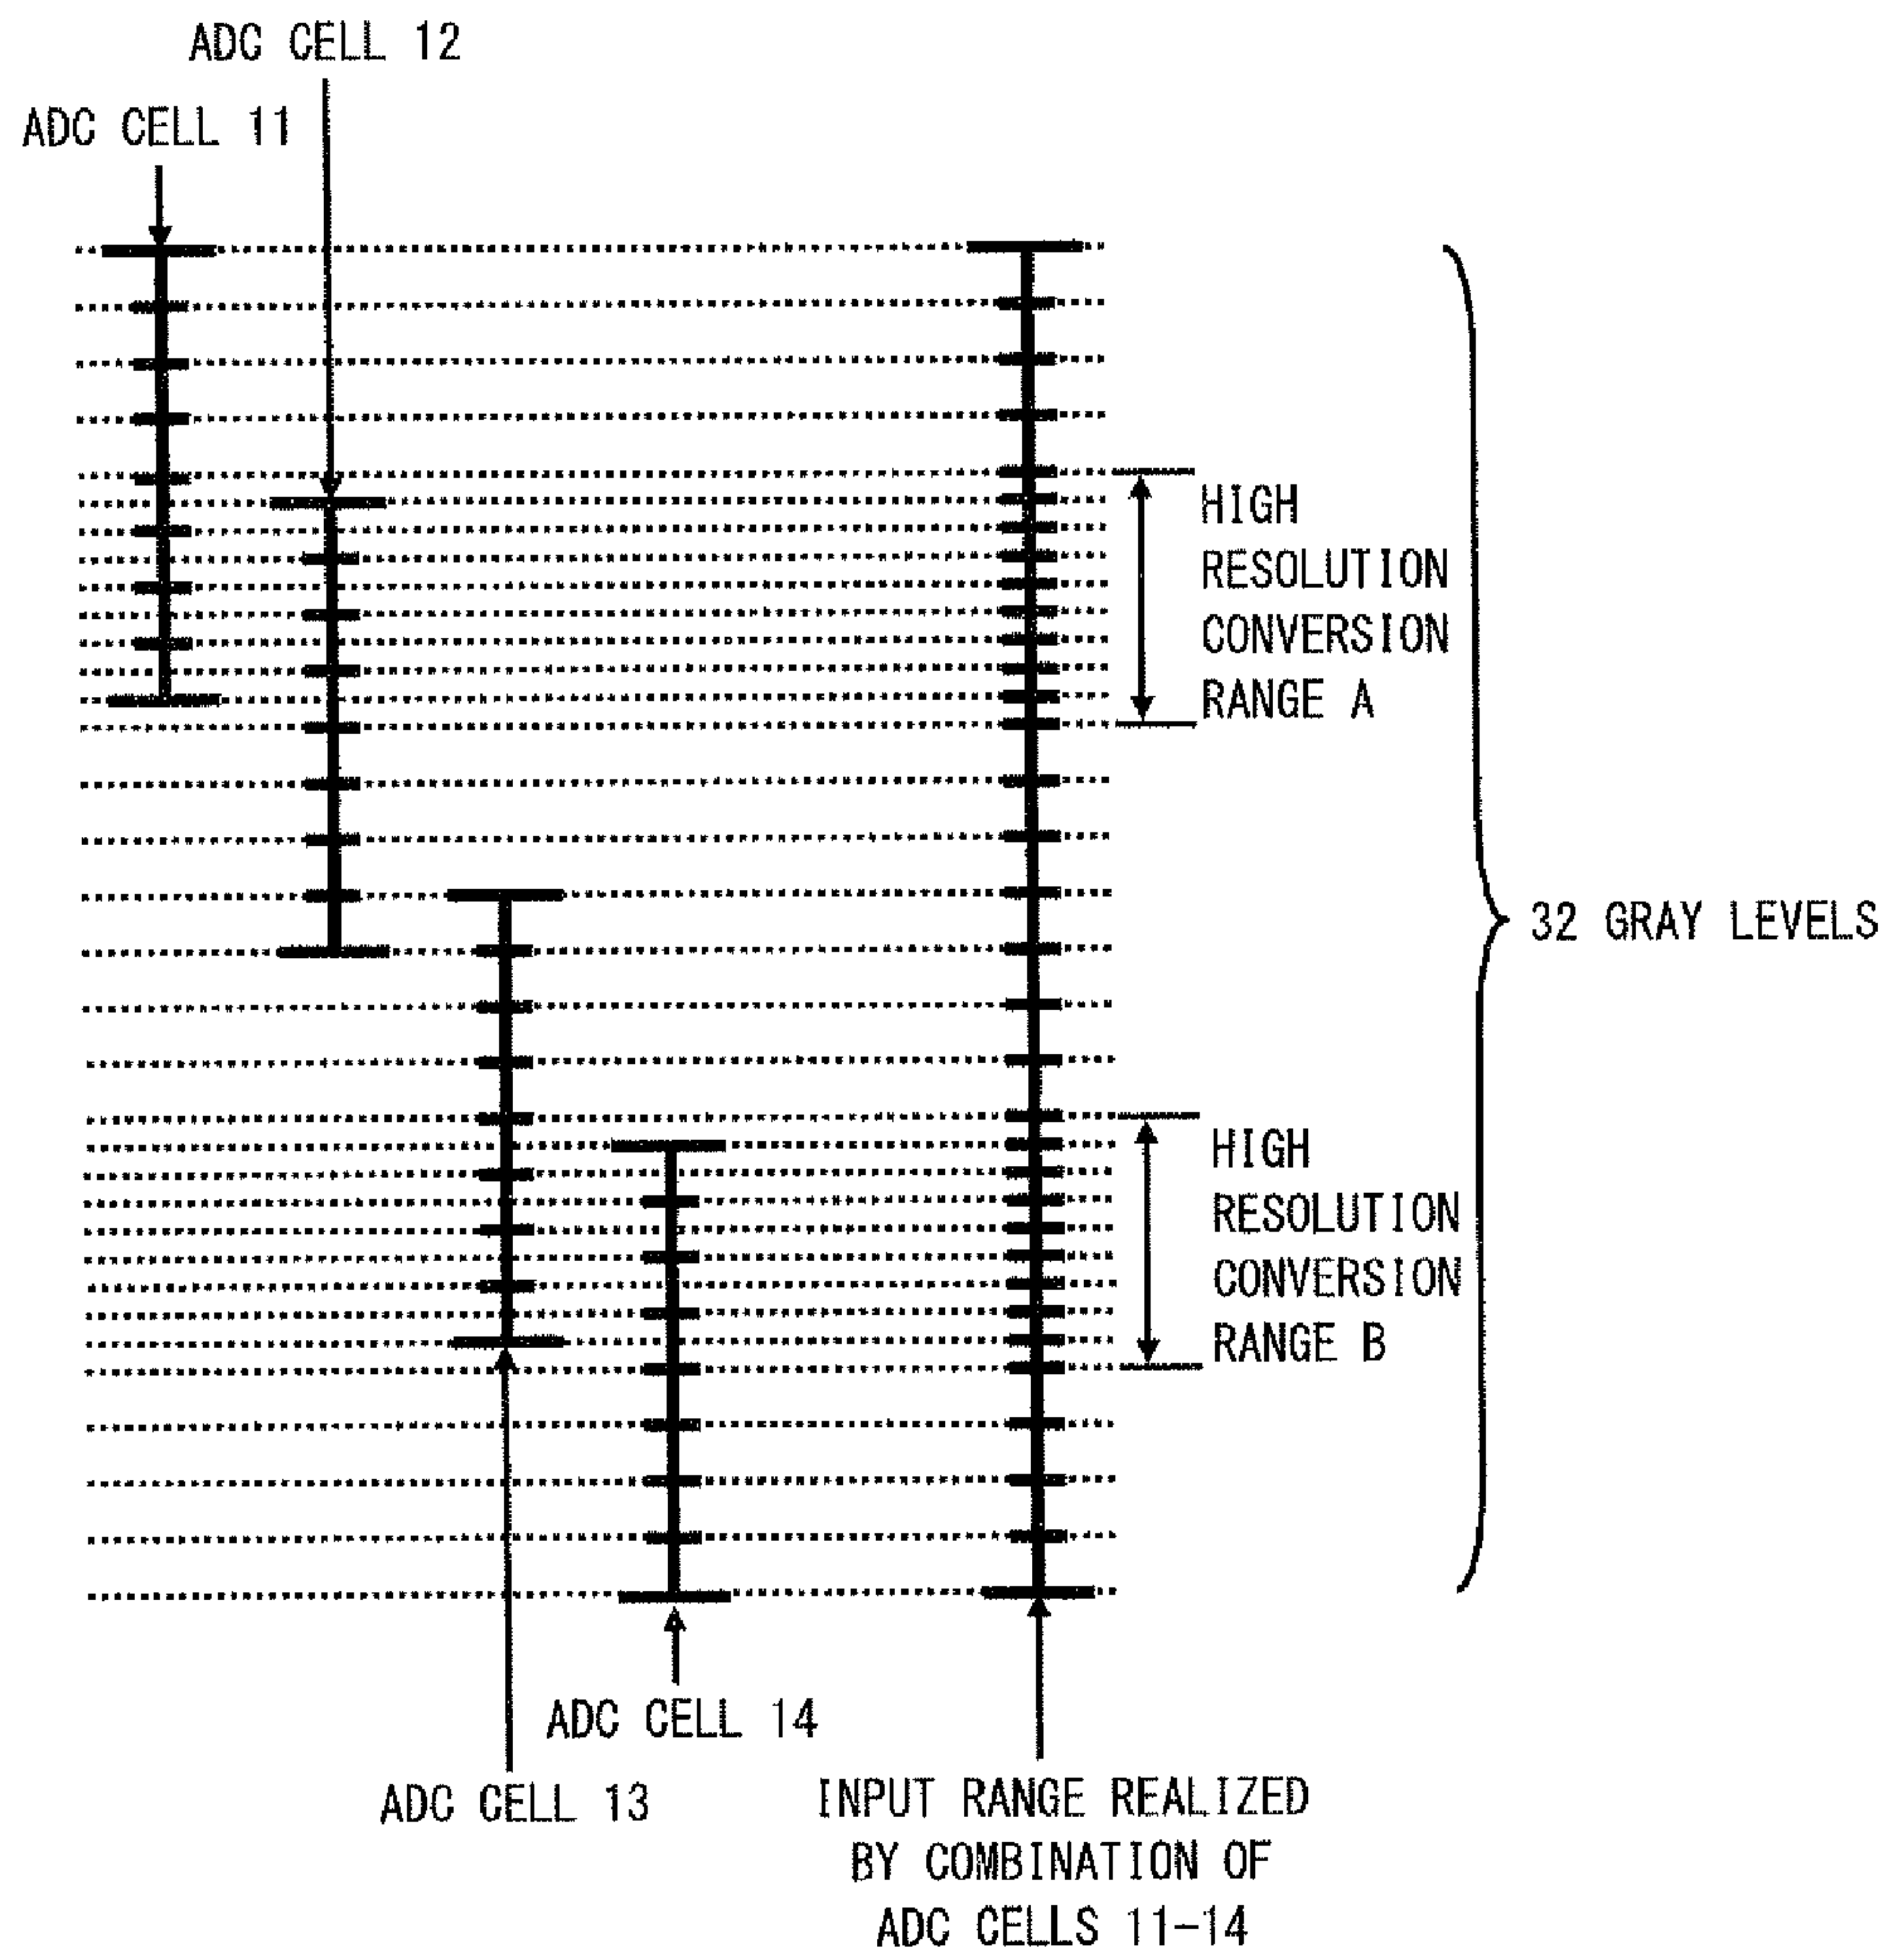 ADC CELL 12
ADC CELL 11
HIGH
RESOLUTION
CONVERSION
RANGE A
32 GRAY LEVELS
HIGH
RESOLUTION
CONVERSION
RANGE B
ADC CELL 14
ADC CELL 13
INPUT RANGE REALIZED
BY COMBINATION OF
ADC CELLS 11-14